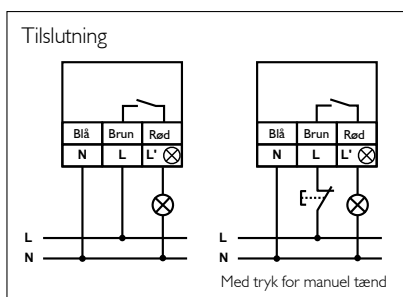 Tilslutning
Blå Brun Rød
N L L'
Blå Brun Rød
N L L'
L
N
L
N
Med tryk for manuel tænd